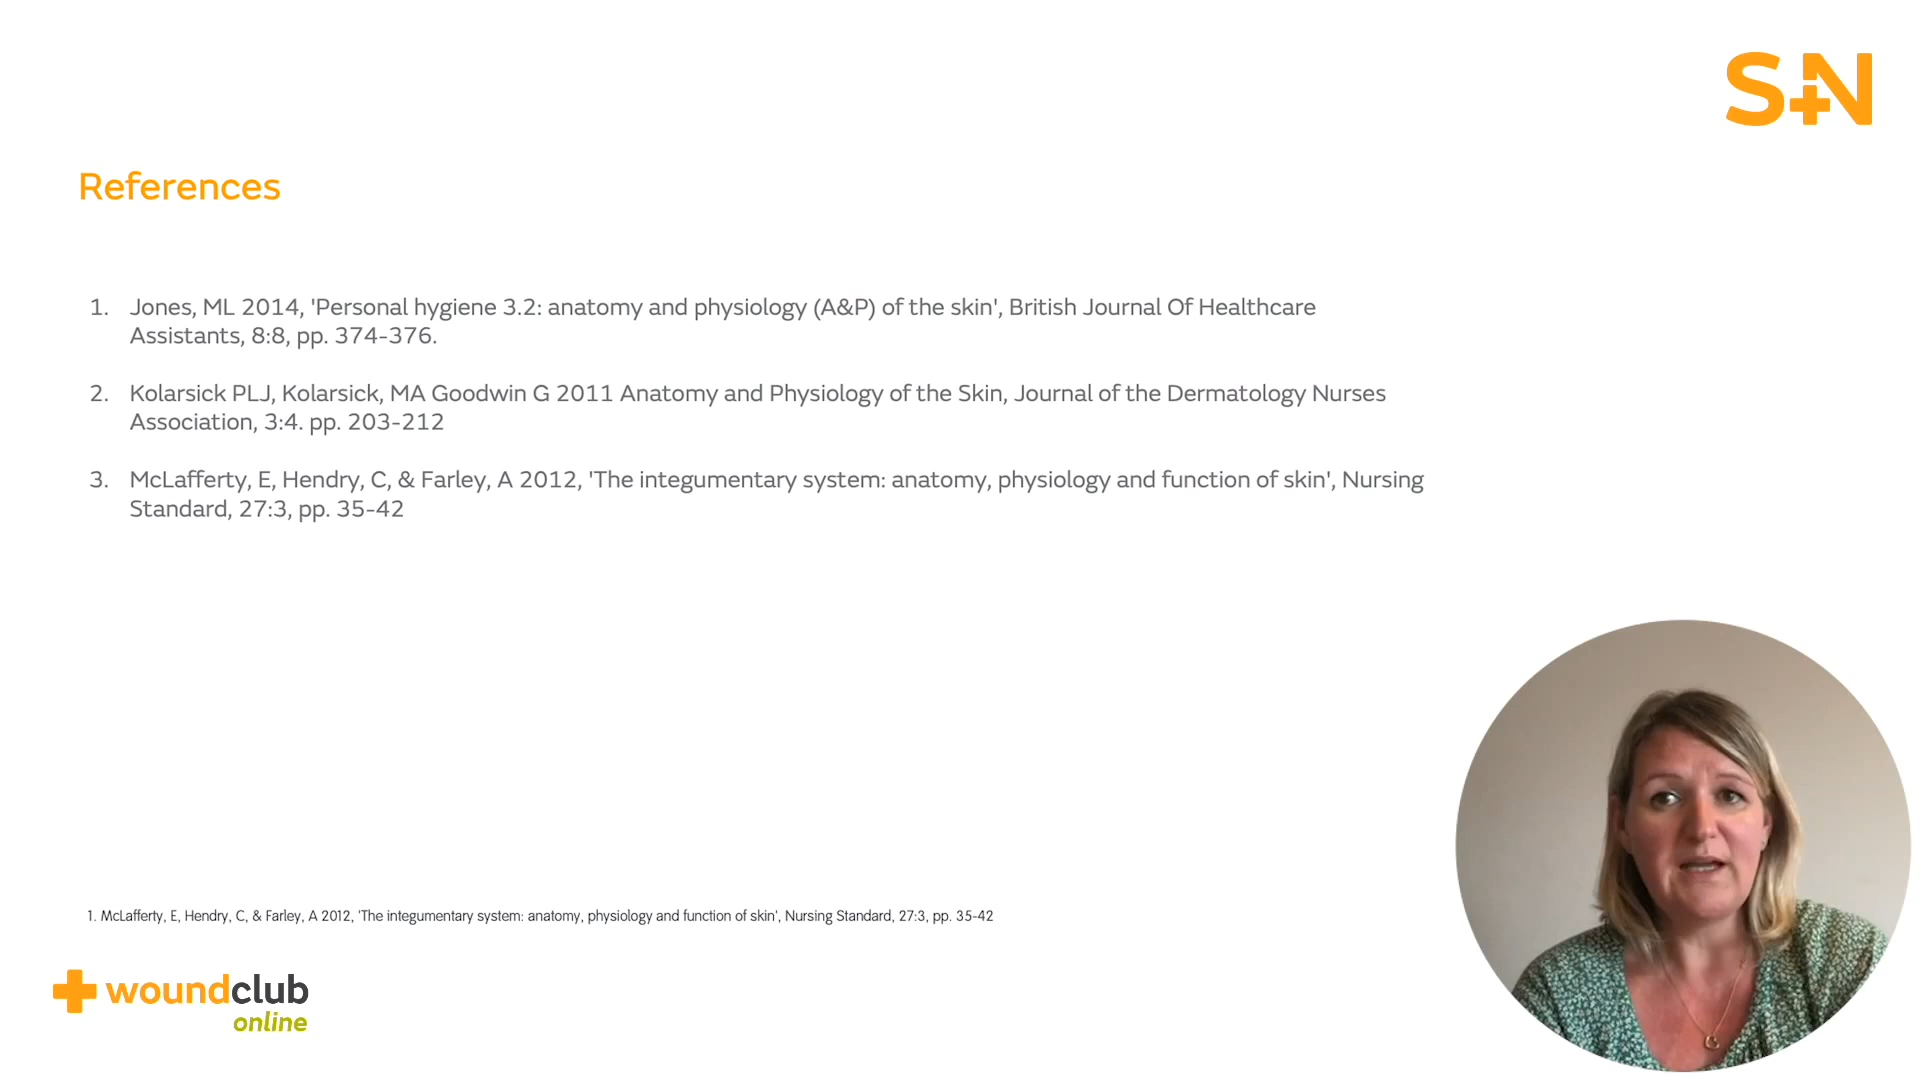 S+N
References
1. Jones, ML 2014, 'Personal hygiene 3.2: anatomy and physiology (A&P) of the skin', British Journal Of Healthcare
Assistants, 8:8, pp. 374-376.
2. Kolarsick PLJ, Kolarsick, MA Goodwin G 2011 Anatomy and Physiology of the Skin, Journal of the Dermatology Nurses
Association, 3:4. pp. 203-212
3. McLafferty, E, Hendry, C, & Farley, A 2012, 'The integumentary system: anatomy, physiology and function of skin', Nursing
Standard, 27:3, pp. 35-42
1. McLafferty, E, Hendry, C, & Farley, A 2012, 'The integumentary system: anatomy, physiology and function of skin', Nursing Standard, 27:3, pp. 35-42
woundclub
online